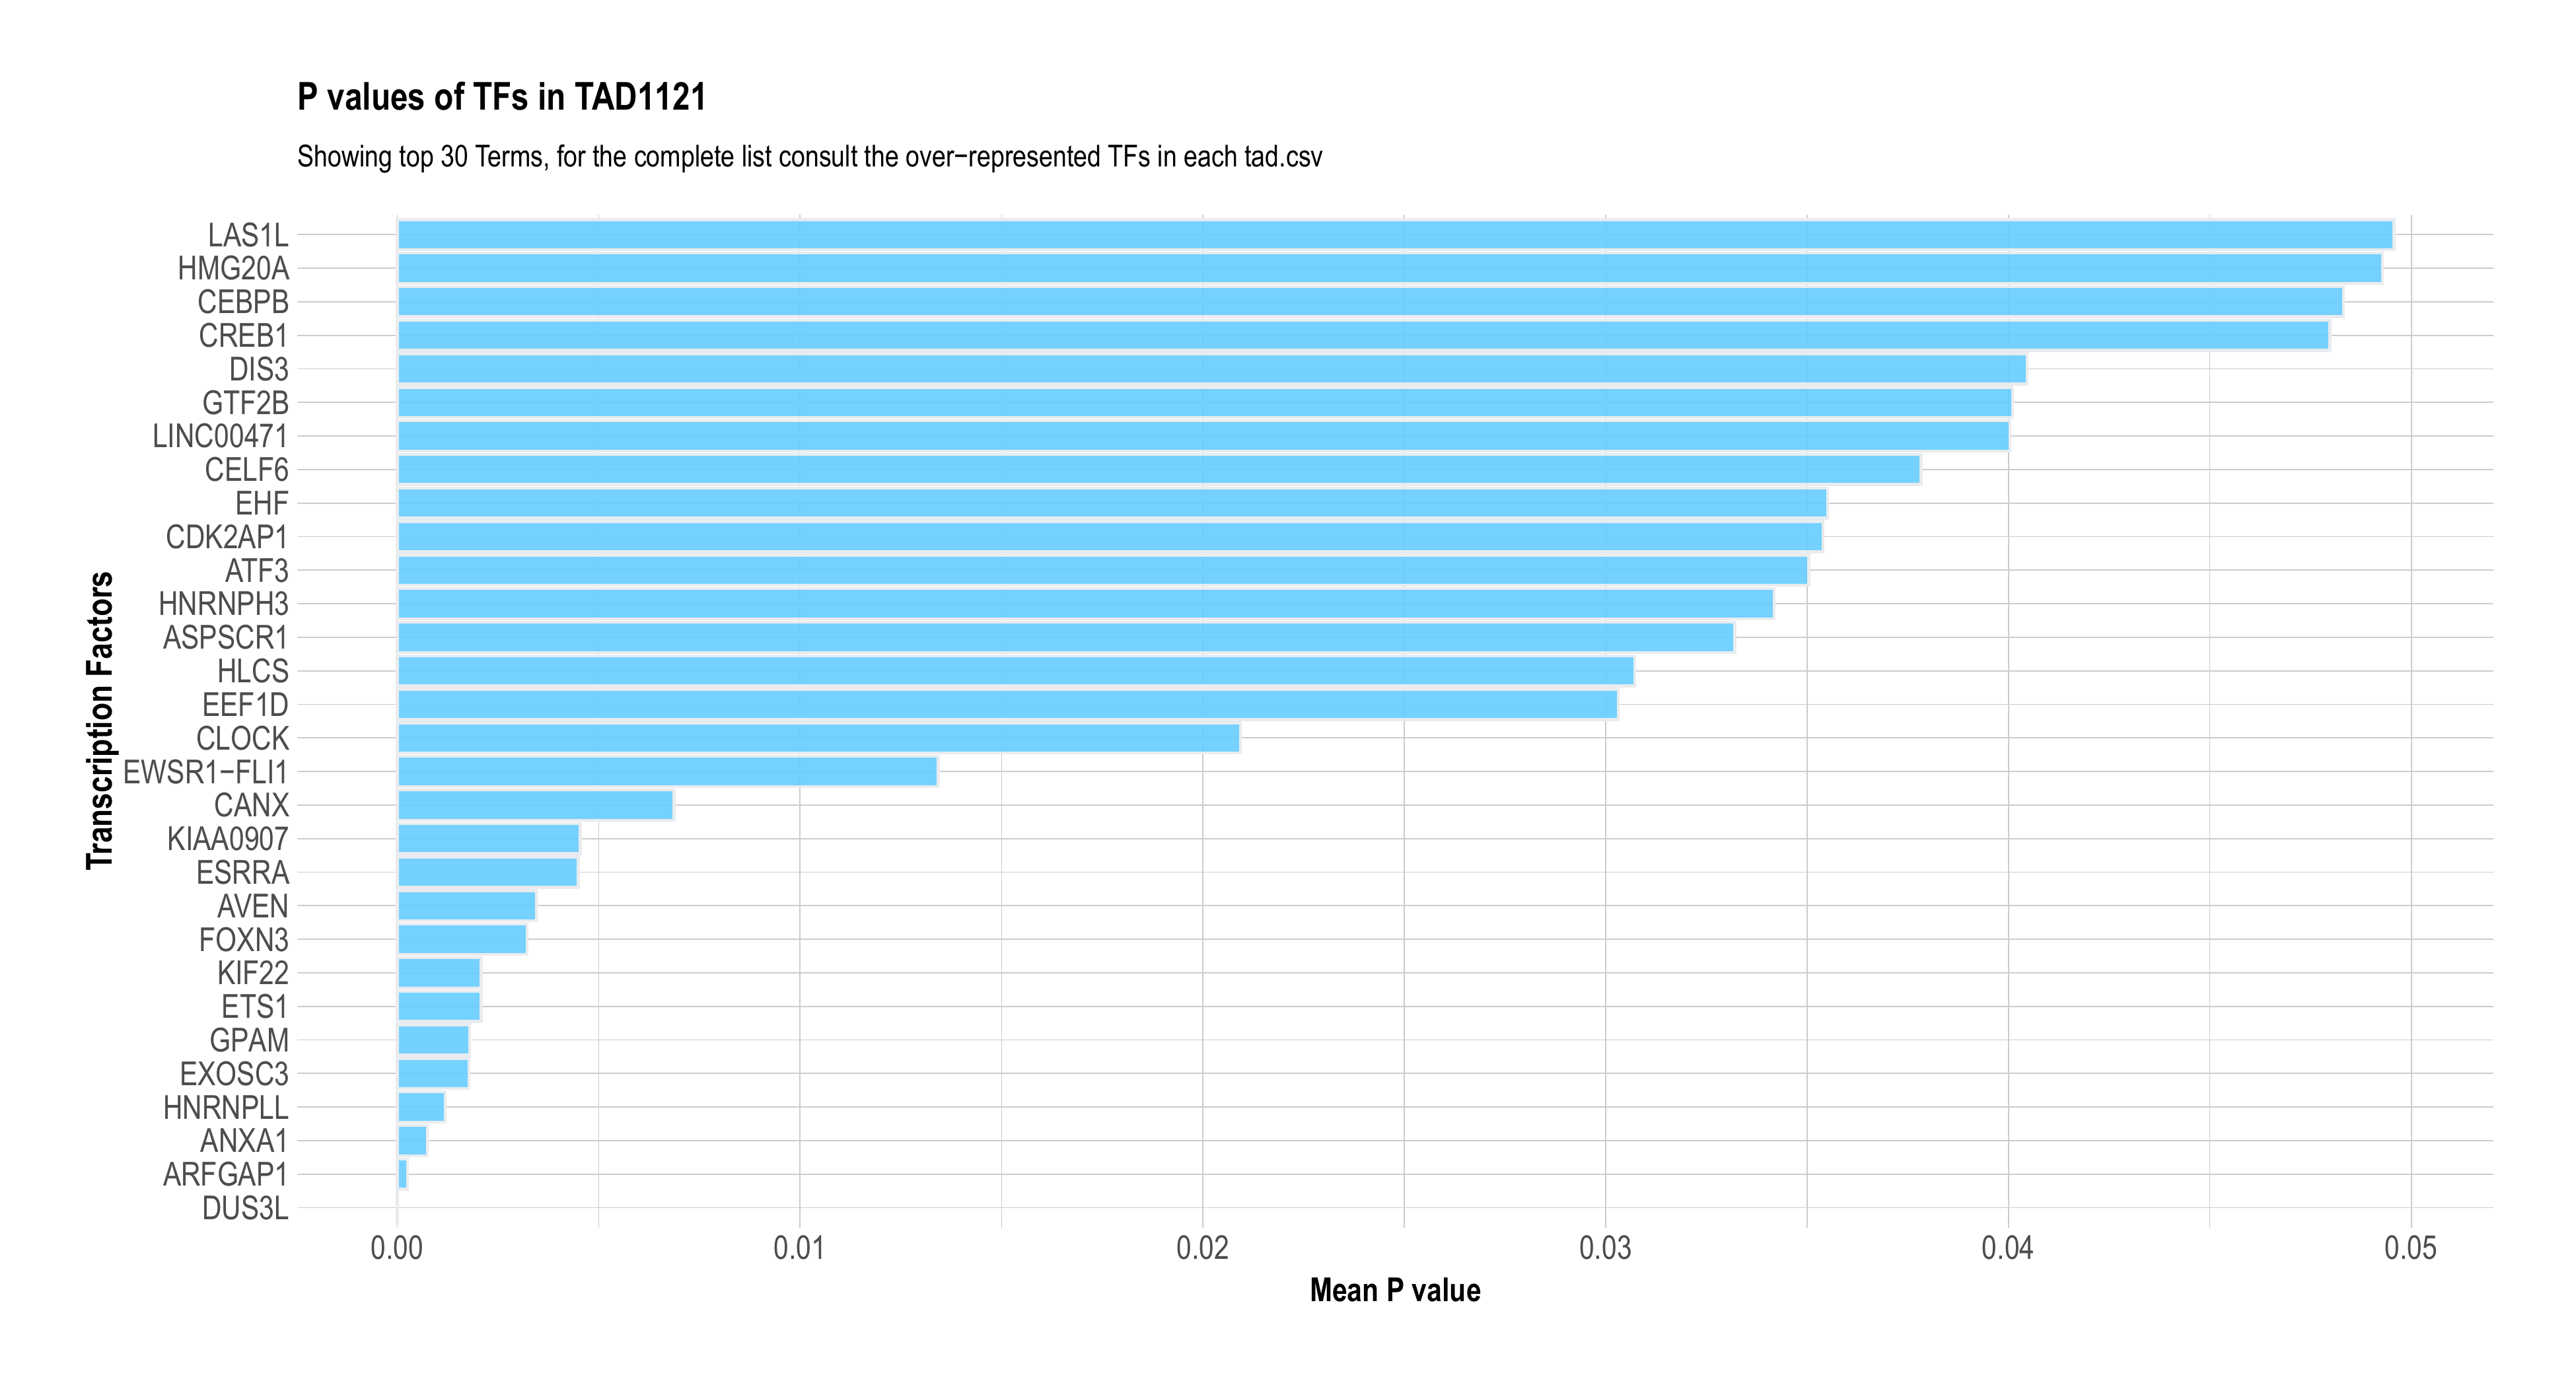 P values of TFs in TAD1121
Showing top 30 Terms, for the complete list consult the over−represented TFs in each tad.csv
Transcription Factors
LAS1L
HMG20A
CEBPB
CREB1
DIS3
GTF2B
LINC00471
CELF6
EHF
CDK2AP1
ATF3
HNRNPH3
ASPSCR1
HLCS
EEF1D
CLOCK
EWSR1−FLI1
CANX
KIAA0907
ESRRA
AVEN
FOXN3
KIF22
ETS1
GPAM
EXOSC3
HNRNPLL
ANXA1
ARFGAP1
DUS3L
0.00 0.01 0.02 0.03 0.04 0.05
Mean P value